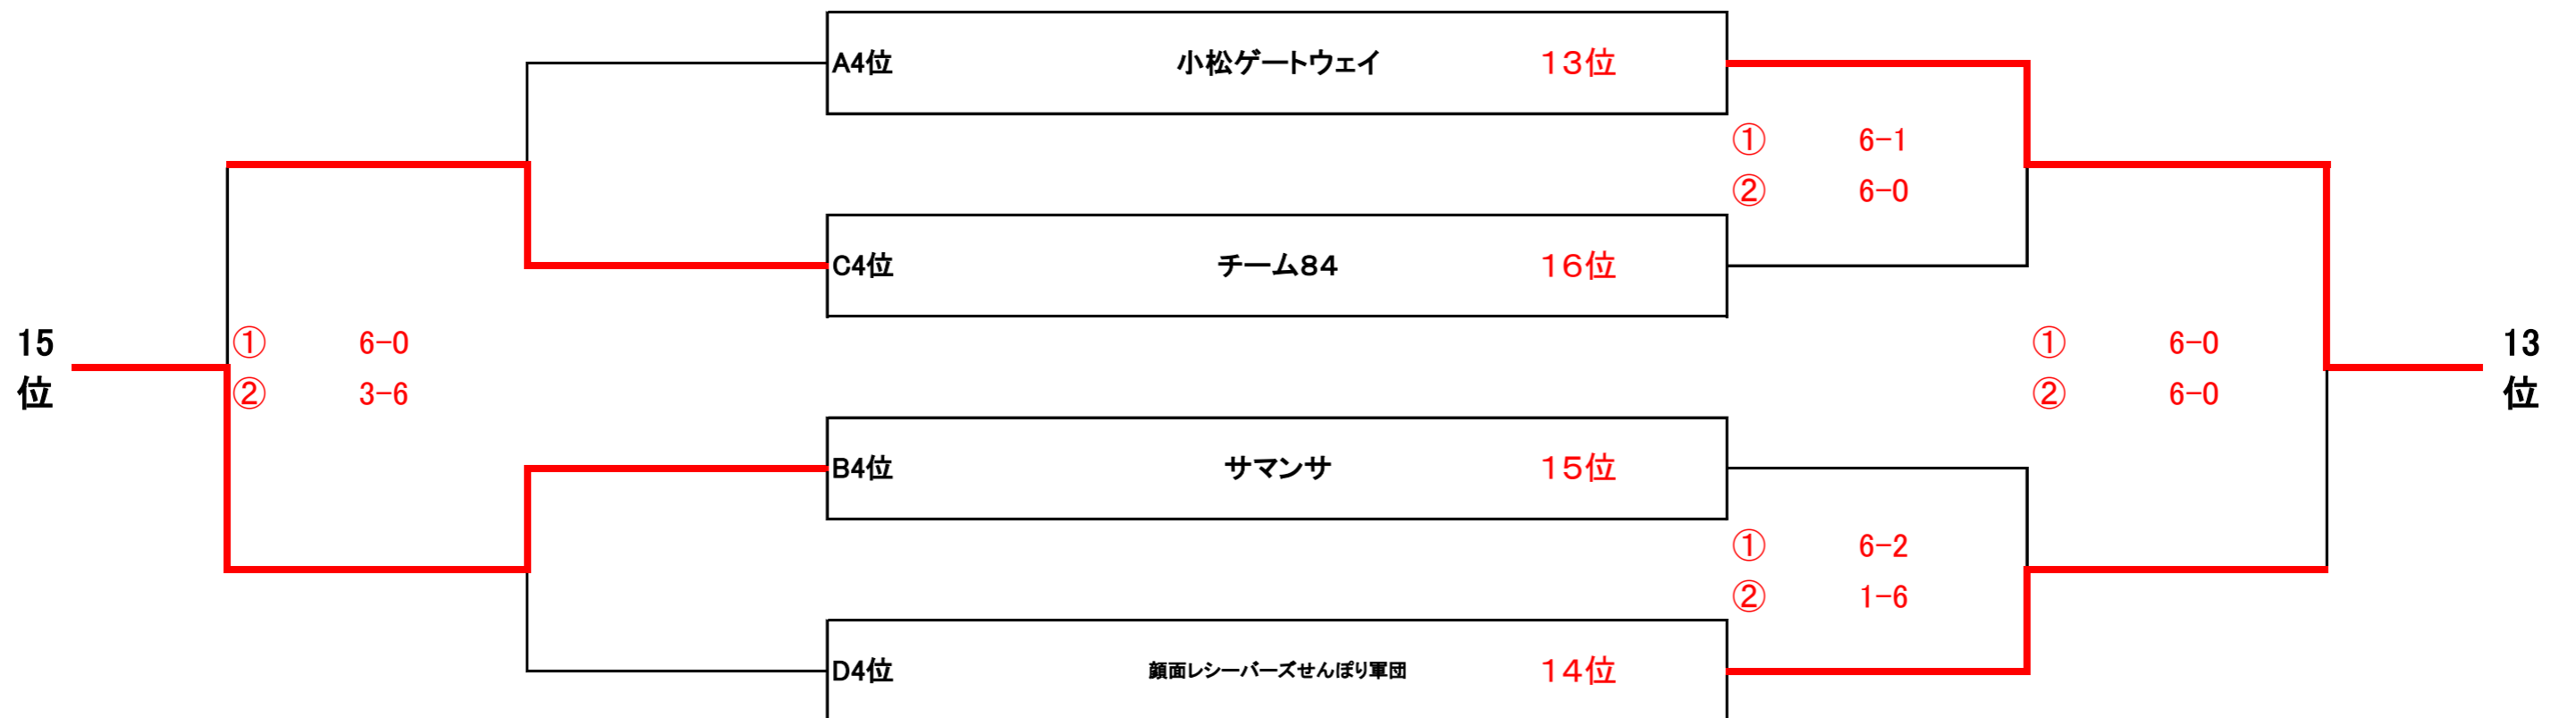 A4位 小松ゲートウェイ 13位
① 6-1
② 6-0
C4位 チーム84 16位
15位
① 6-0
② 3-6
① 6-0
② 6-0
13位
B4位 サマンサ 15位
① 6-2
② 1-6
D4位 顔面レシーバーズせんぽり軍団 14位